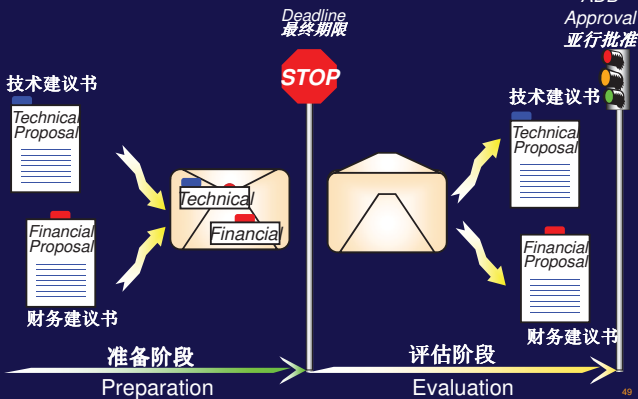 Deadline
最终期限
STOP
ADB
Approval
亚行批准
技术建议书
Technical
Proposal
Financial
Proposal
财务建议书
Technical
Financial
技术建议书
Technical
Proposal
Financial
Proposal
财务建议书
准备阶段
Preparation
评估阶段
Evaluation
49